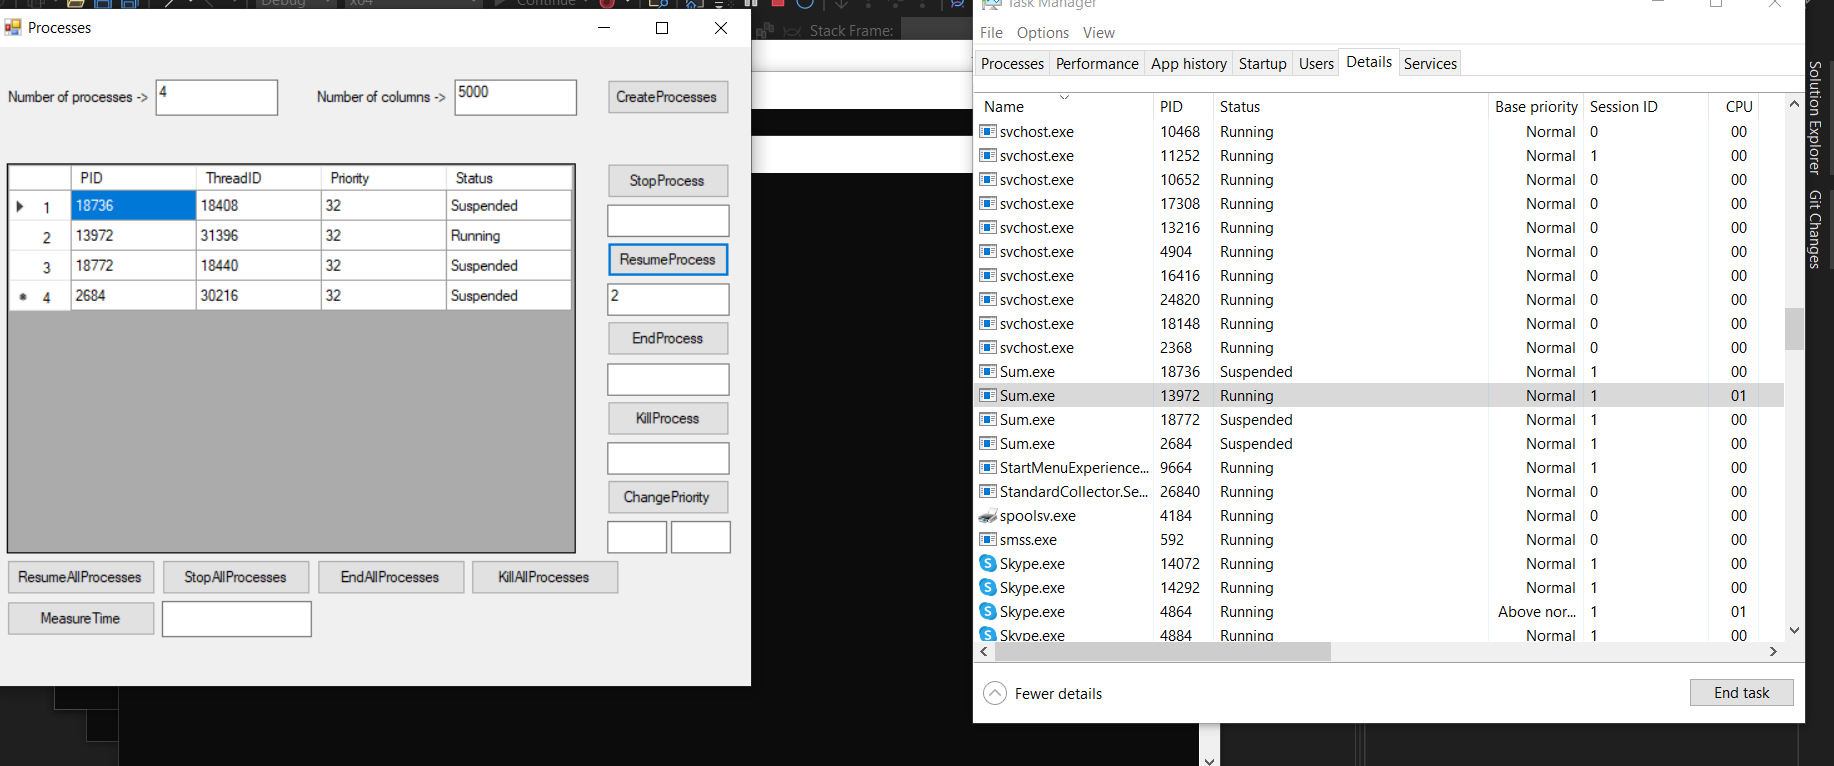 Debug x64 Continue
Stack Frame:
Processes
Number of processes -> 4 Number of columns -> 5000 CreateProcesses
PID ThreadID Priority Status
1 18736 18408 32 Suspended
2 13972 31396 32 Running
3 18772 18440 32 Suspended
4 2684 30216 32 Suspended
StopProcess
ResumeProcess
2
EndProcess
KillProcess
ChangePriority
ResumeAllProcesses StopAllProcesses EndAllProcesses KillAllProcesses
MeasureTime
Task Manager
File Options View
Processes Performance App history Startup Users Details Services
Name PID Status Base priority Session ID CPU
svchost.exe 10468 Running Normal 0 00
svchost.exe 11252 Running Normal 1 00
svchost.exe 10652 Running Normal 0 00
svchost.exe 17308 Running Normal 0 00
svchost.exe 13216 Running Normal 0 00
svchost.exe 4904 Running Normal 0 00
svchost.exe 16416 Running Normal 0 00
svchost.exe 24820 Running Normal 0 00
svchost.exe 18148 Running Normal 0 00
svchost.exe 2368 Running Normal 0 00
Sum.exe 18736 Suspended Normal 1 00
Sum.exe 13972 Running Normal 1 01
Sum.exe 18772 Suspended Normal 1 00
Sum.exe 2684 Suspended Normal 1 00
StartMenuExperience... 9664 Running Normal 1 00
StandardCollector.Se... 26840 Running Normal 0 00
spoolsv.exe 4184 Running Normal 0 00
smss.exe 592 Running Normal 0 00
Skype.exe 14072 Running Normal 1 00
Skype.exe 14292 Running Normal 1 00
Skype.exe 4864 Running Above nor... 1 01
Skype.exe 4884 Running Normal 1 00
Fewer details End task
Solution Explorer
Git Changes